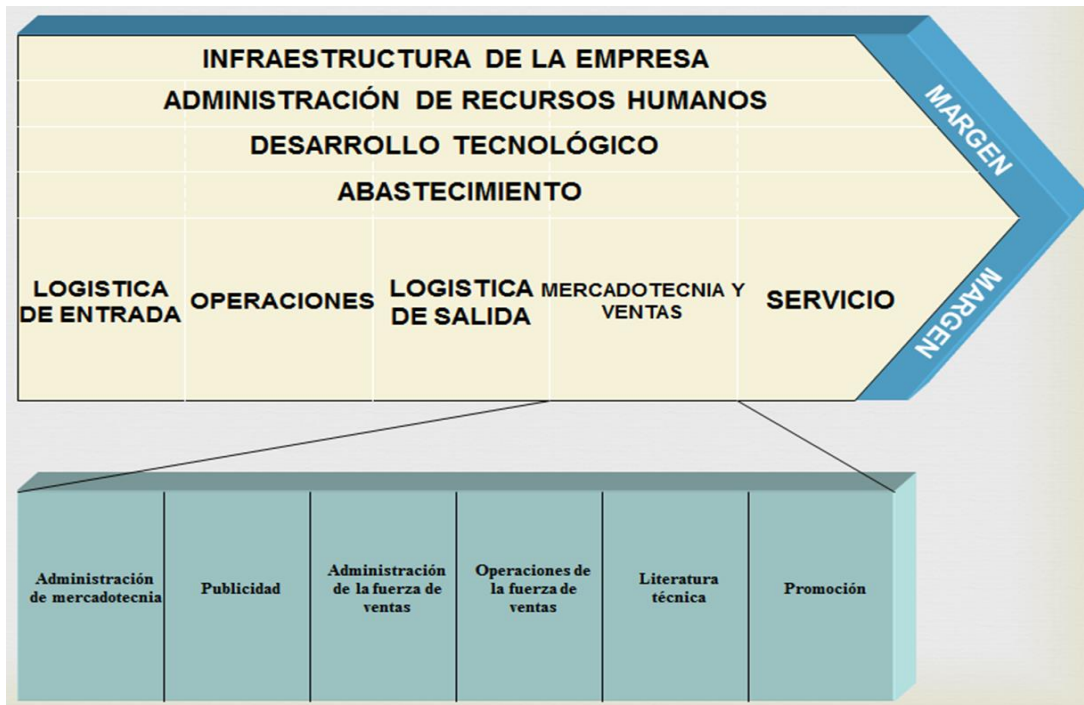 INFRAESTRUCTURA DE LA EMPRESA
ADMINISTRACIÓN DE RECURSOS HUMANOS
DESARROLLO TECNOLÓGICO
ABASTECIMIENTO
MARGEN
MARGEN
LOGISTICA
DE ENTRADA
OPERACIONES
LOGISTICA
DE SALIDA
MERCADOTECNIA Y
VENTAS
SERVICIO
Administración
de mercadotecnia
Publicidad
Administración
de la fuerza de
ventas
Operaciones de
la fuerza de
ventas
Literatura
técnica
Promoción